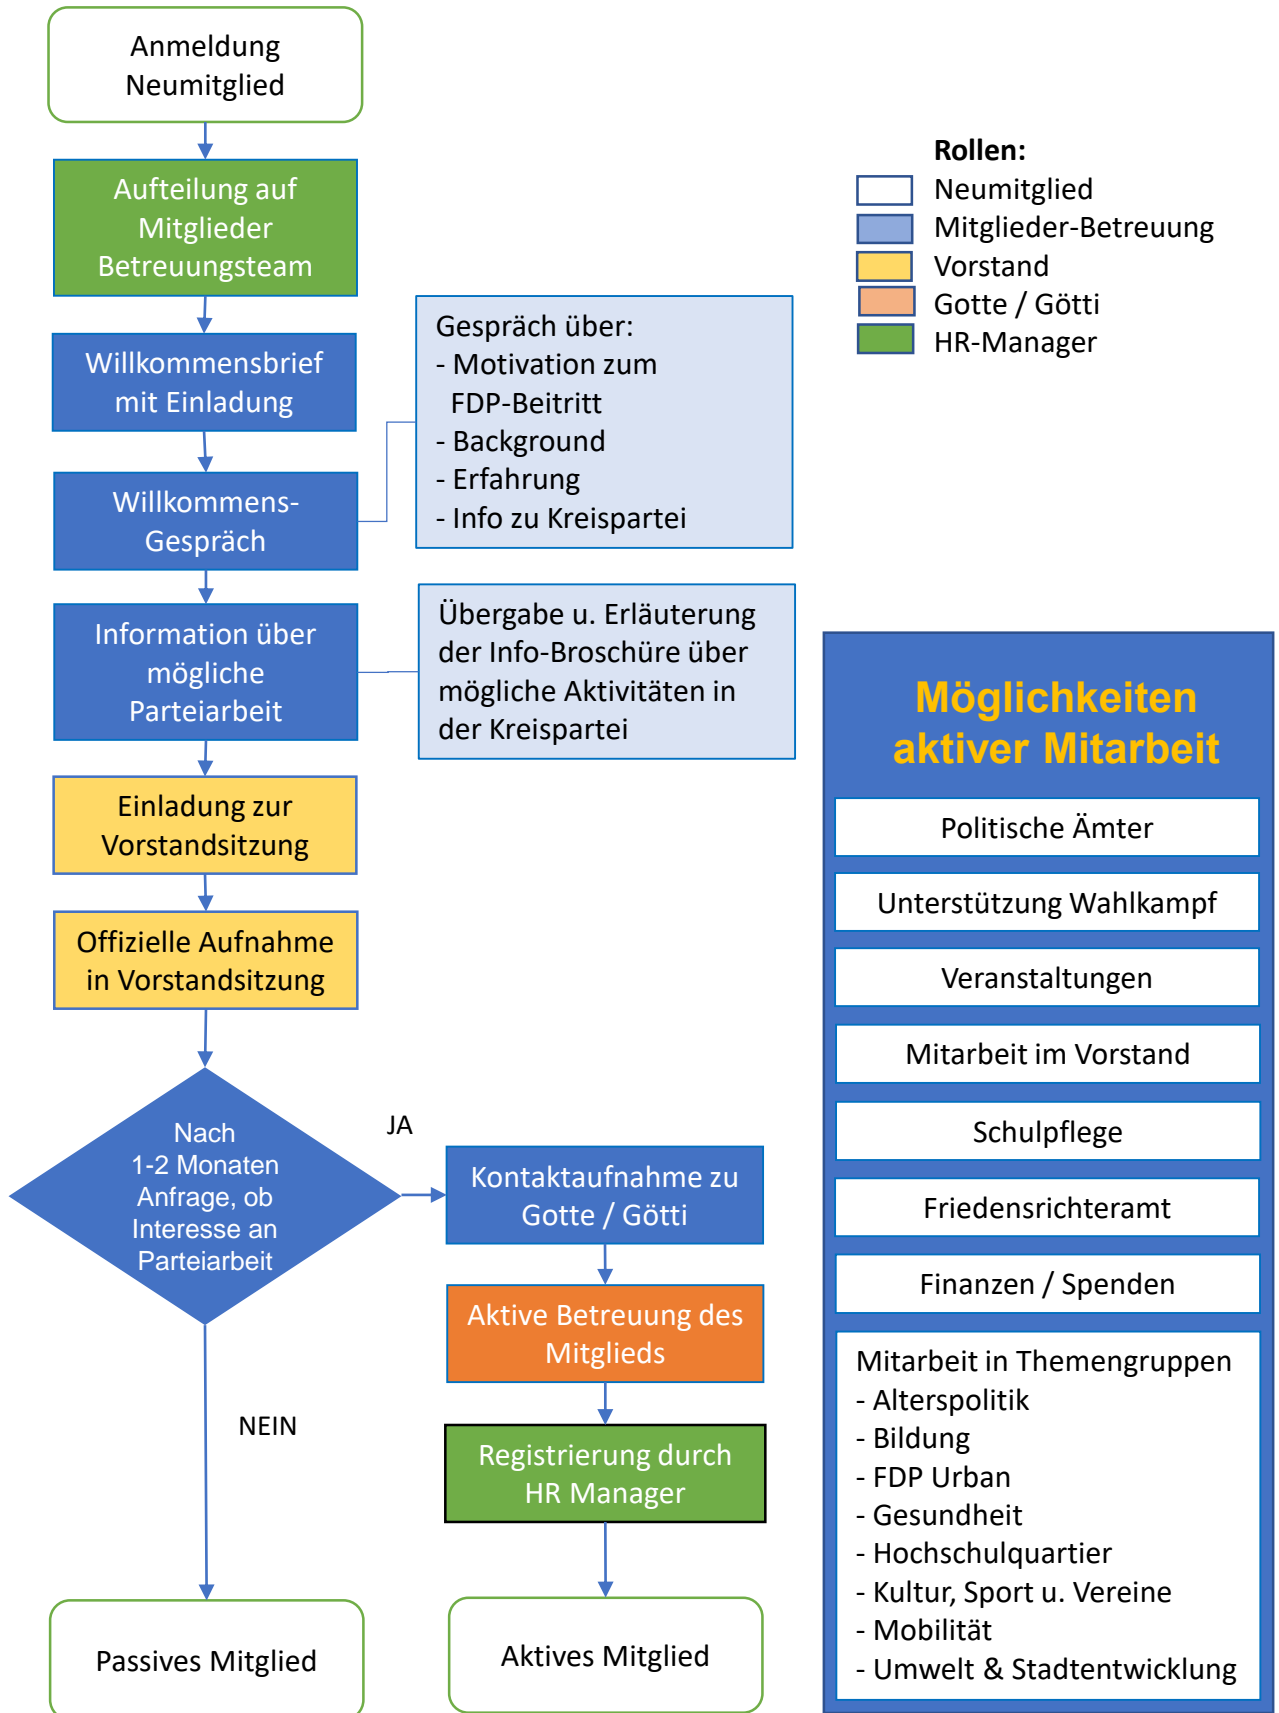 Anmeldung
Neumitglied
Aufteilung auf
Mitglieder
Betreuungsteam
Willkommensbrief
mit Einladung
Willkommens-
Gespräch
Gespräch über:
- Motivation zum
FDP-Beitritt
- Background
- Erfahrung
- Info zu Kreispartei
Information über
mögliche
Parteiarbeit
Übergabe u. Erläuterung
der Info-Broschüre über
mögliche Aktivitäten in
der Kreispartei
Einladung zur
Vorstandsitzung
Offizielle Aufnahme
in Vorstandsitzung
Nach
1-2 Monaten
Anfrage, ob
Interesse an
Parteiarbeit
JA
NEIN
Kontaktaufnahme zu
Gotte / Götti
Aktive Betreuung des
Mitglieds
Registrierung durch
HR Manager
Passives Mitglied
Aktives Mitglied
Rollen:
Neumitglied
Mitglieder-Betreuung
Vorstand
Gotte / Götti
HR-Manager
Möglichkeiten
aktiver Mitarbeit
Politische Ämter
Unterstützung Wahlkampf
Veranstaltungen
Mitarbeit im Vorstand
Schulpflege
Friedensrichteramt
Finanzen / Spenden
Mitarbeit in Themengruppen
- Alterspolitik
- Bildung
- FDP Urban
- Gesundheit
- Hochschulquartier
- Kultur, Sport u. Vereine
- Mobilität
- Umwelt & Stadtentwicklung